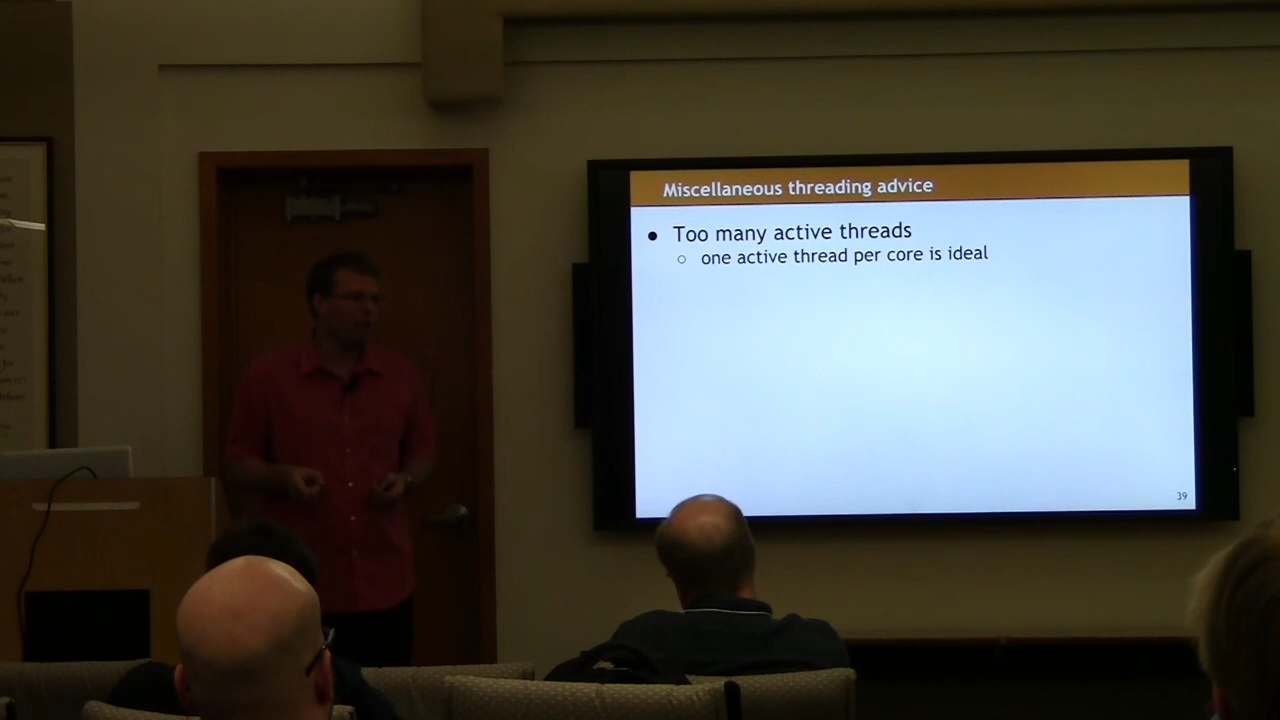 Miscellaneous threading advice
● Too many active threads
○ one active thread per core is ideal
39